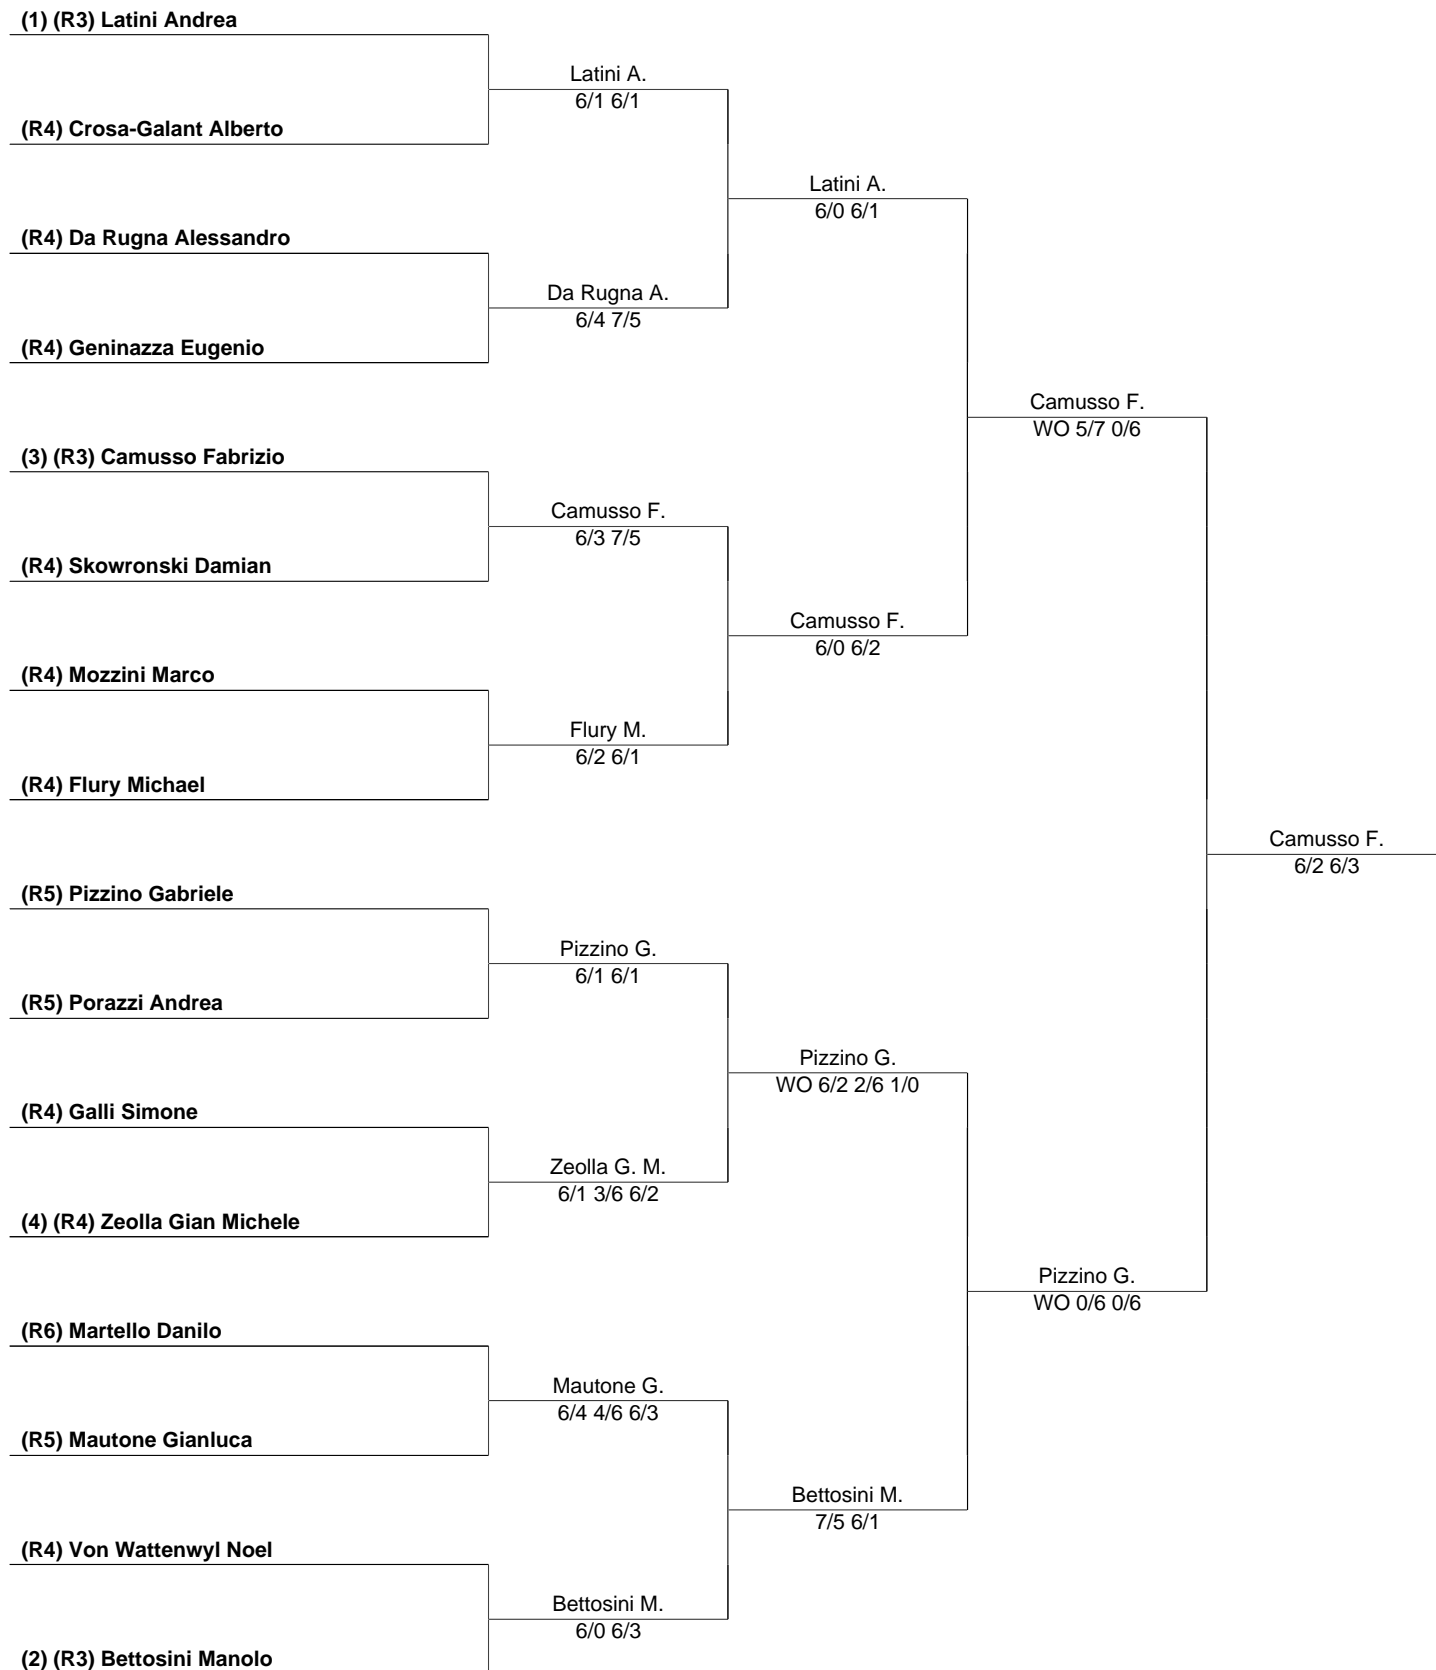 (1) (R3) Latini Andrea
Latini A.
6/1 6/1
(R4) Crosa-Galant Alberto
Latini A.
6/0 6/1
(R4) Da Rugna Alessandro
Da Rugna A.
6/4 7/5
(R4) Geninazza Eugenio
Camusso F.
WO 5/7 0/6
(3) (R3) Camusso Fabrizio
Camusso F.
6/3 7/5
(R4) Skowronski Damian
Camusso F.
6/0 6/2
(R4) Mozzini Marco
Flury M.
6/2 6/1
(R4) Flury Michael
Camusso F.
6/2 6/3
(R5) Pizzino Gabriele
Pizzino G.
6/1 6/1
(R5) Porazzi Andrea
Pizzino G.
WO 6/2 2/6 1/0
(R4) Galli Simone
Zeolla G. M.
6/1 3/6 6/2
(4) (R4) Zeolla Gian Michele
Pizzino G.
WO 0/6 0/6
(R6) Martello Danilo
Mautone G.
6/4 4/6 6/3
(R5) Mautone Gianluca
Bettosini M.
7/5 6/1
(R4) Von Wattenwyl Noel
Bettosini M.
6/0 6/3
(2) (R3) Bettosini Manolo